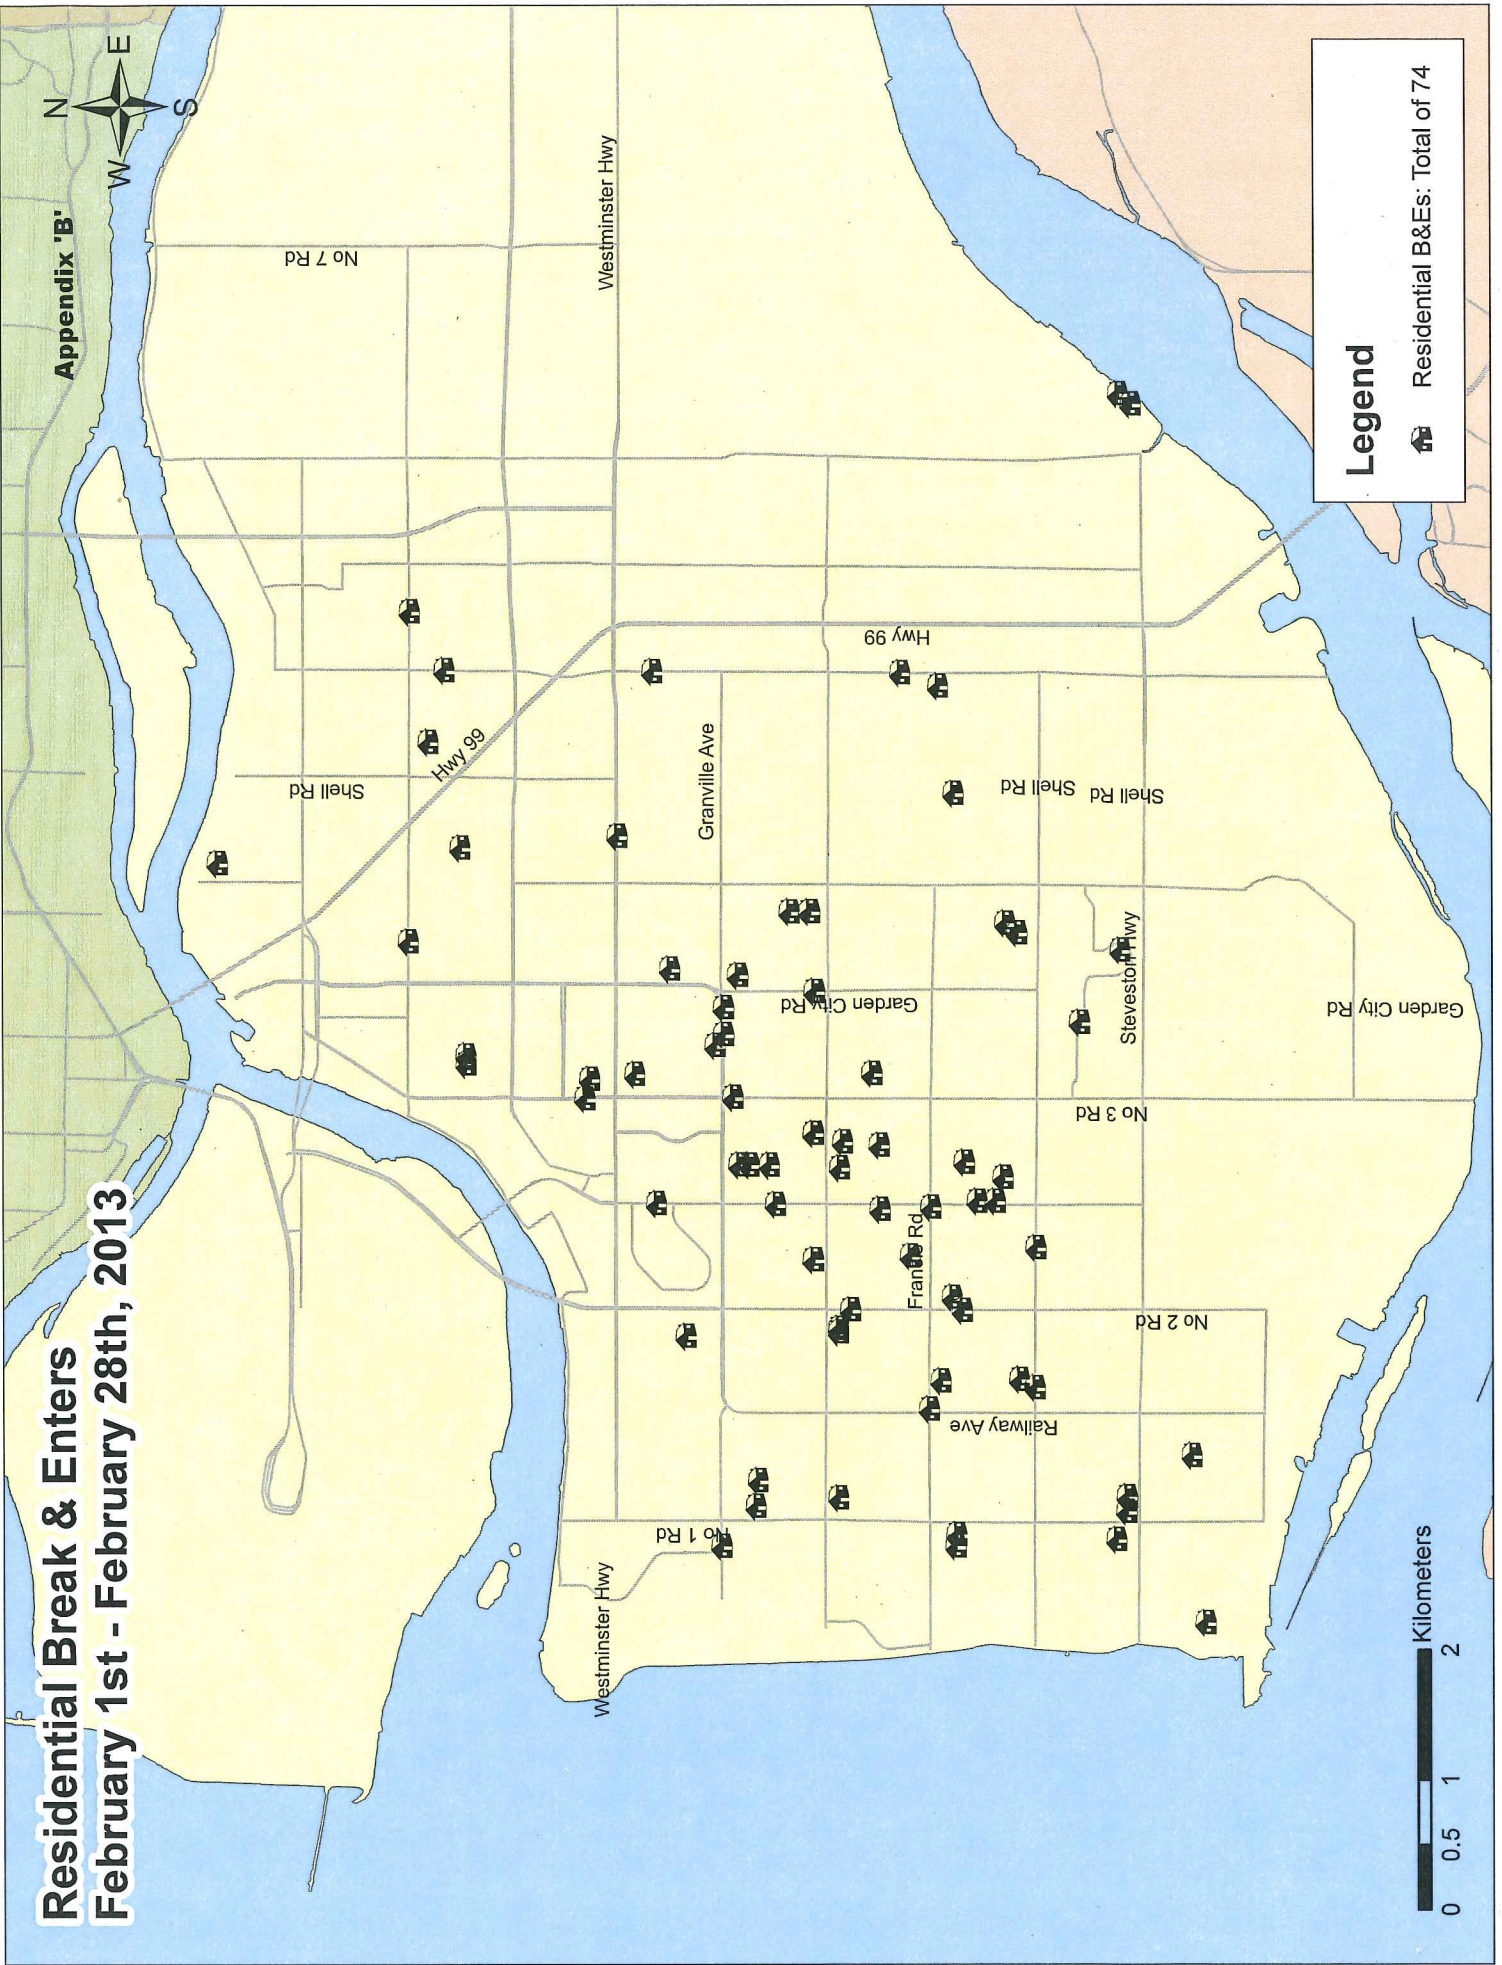 Residential Break & Enters
February 1st - February 28th, 2013
Appendix 'B'
N
W
E
S
No 7 Rd
Westminster Hwy
Shell Rd
Hwy 99
Granville Ave
Hwy 99
Shell Rd
Shell Rd
Garden City Rd
Steveston Hwy
Garden City Rd
No 3 Rd
Francis Rd
No 2 Rd
Railway Ave
No 1 Rd
Westminster Hwy
Legend
Residential B&Es: Total of 74
Kilometers
0 0.5 1 2